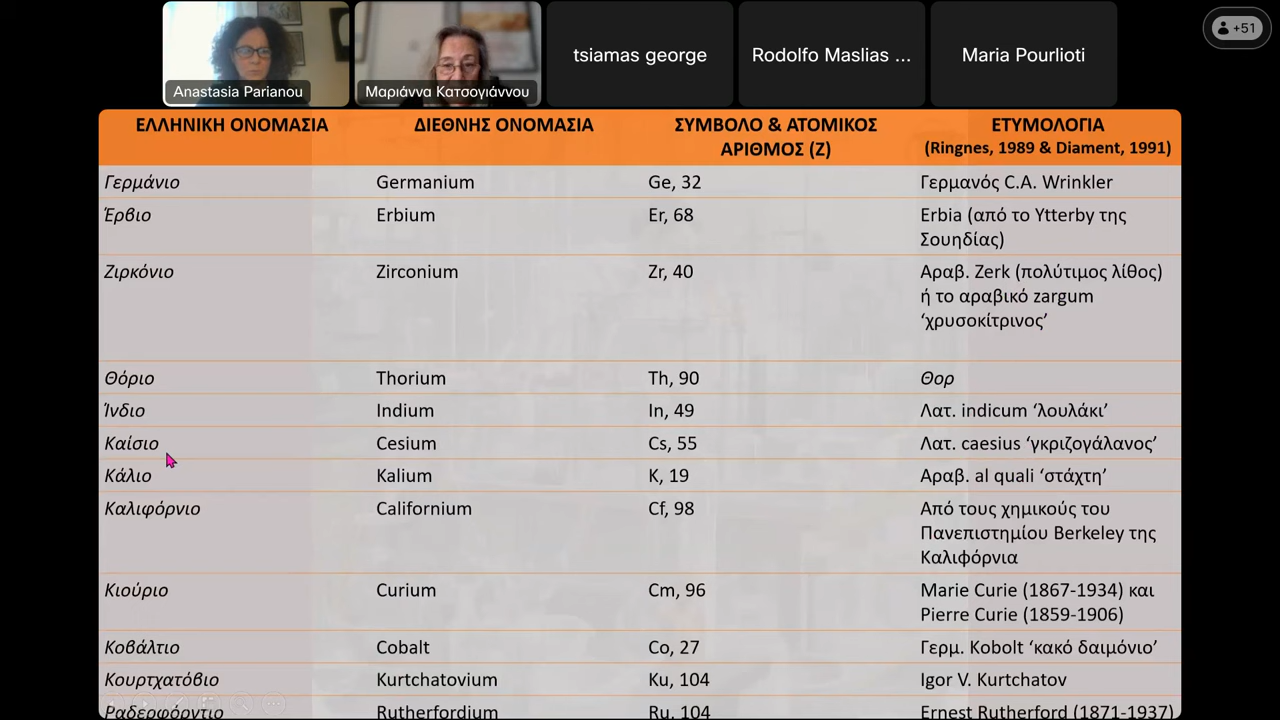 Anastasia Parianou
Μαριάννα Κατσογιάννου
tsiamas george
Rodolfo Maslias ...
Maria Pourlioti
+51
ΕΛΛΗΝΙΚΗ ΟΝΟΜΑΣΙΑ
ΔΙΕΘΝΗΣ ΟΝΟΜΑΣΙΑ
ΣΥΜΒΟΛΟ & ΑΤΟΜΙΚΟΣ
ΑΡΙΘΜΟΣ (Ζ)
ΕΤΥΜΟΛΟΓΙΑ
(Ringnes, 1989 & Diament, 1991)
Γερμάνιο Germanium Ge, 32 Γερμανός C.A. Wrinkler
Έρβιο Erbium Er, 68 Erbia (από το Ytterby της
Σουηδίας)
Ζιρκόνιο Zirconium Zr, 40 Αραβ. Zerk (πολύτιμος λίθος)
ή το αραβικό zargum
‘χρυσοκίτρινος’
Θόριο Thorium Th, 90 Θορ
Ίνδιο Indium In, 49 Λατ. indicum ‘λουλάκι’
Καίσιο Cesium Cs, 55 Λατ. caesius ‘γκριζογάλανος’
Κάλιο Kalium K, 19 Αραβ. al quali ‘στάχτη’
Καλιφόρνιο Californium Cf, 98 Από τους χημικούς του
Πανεπιστημίου Berkeley της
Καλιφόρνια
Κιούριο Curium Cm, 96 Marie Curie (1867-1934) και
Pierre Curie (1859-1906)
Κοβάλτιο Cobalt Co, 27 Γερμ. Kobolt ‘κακό δαιμόνιο’
Κουρτχατόβιο Kurtchatovium Ku, 104 Igor V. Kurtchatov
Ραδερφόρντιο Rutherfordium Ru, 104 Ernest Rutherford (1871-1937)